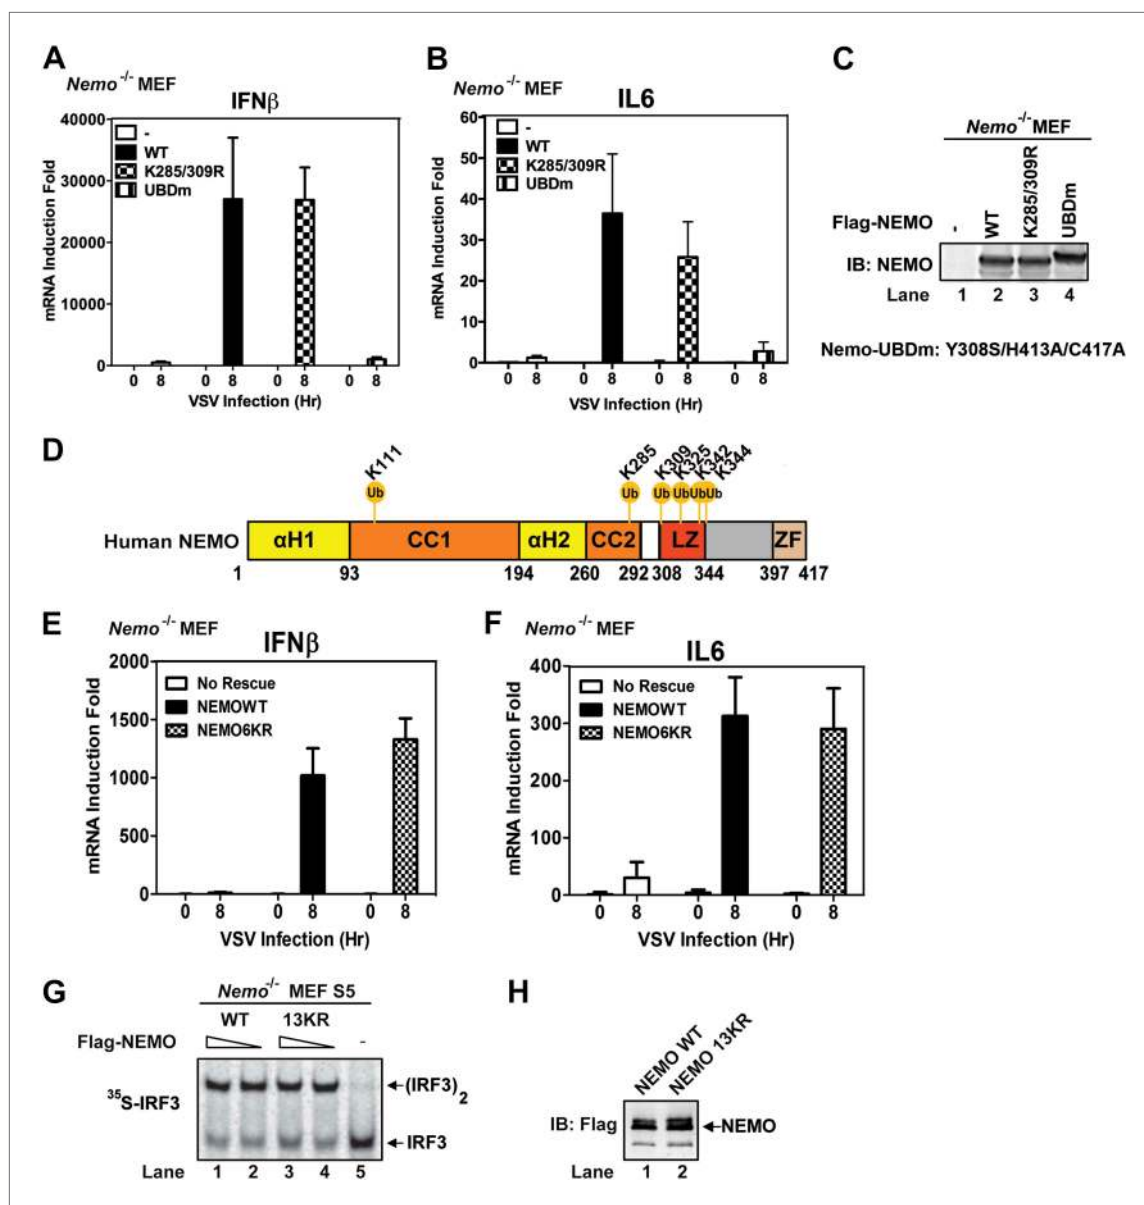 A
Nemo-/- MEF
IFNβ
mRNA Induction Fold
40000
30000
20000
10000
0
-
WT
K285/309R
UBDm
0 8 0 8 0 8 0 8
VSV Infection (Hr)
B
Nemo-/- MEF
IL6
mRNA Induction Fold
60
50
40
30
20
10
0
-
WT
K285/309R
UBDm
0 8 0 8 0 8 0 8
VSV Infection (Hr)
C
Nemo-/- MEF
Flag-NEMO - WT K285/309R UBDm
IB: NEMO
Lane 1 2 3 4
Nemo-UBDm: Y308S/H413A/C417A
D
K111 K285 K309 K325 K342 K344
Ub Ub Ub Ub Ub Ub
Human NEMO αH1 CC1 αH2 CC2 LZ ZF
1 93 194 260 292 308 344 397 417
E
Nemo-/- MEF
IFNβ
mRNA Induction Fold
2000
1500
1000
500
0
No Rescue
NEMOWT
NEMO6KR
0 8 0 8 0 8
VSV Infection (Hr)
F
Nemo-/- MEF
IL6
mRNA Induction Fold
400
300
200
100
0
No Rescue
NEMOWT
NEMO6KR
0 8 0 8 0 8
VSV Infection (Hr)
G
Nemo-/- MEF S5
WT 13KR
Flag-NEMO -
35S-IRF3
(IRF3)2
IRF3
Lane 1 2 3 4 5
H
NEMO WT
NEMO 13KR
IB: Flag NEMO
Lane 1 2